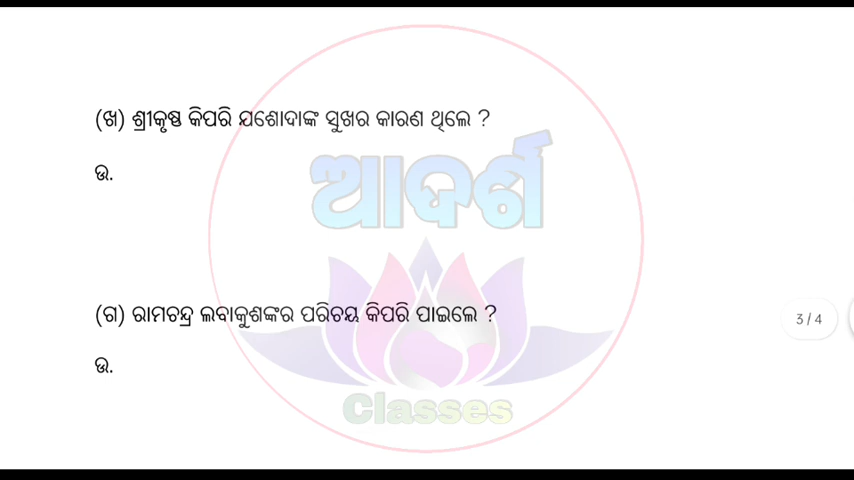 (ଖ) ଶ୍ରୀକୃଷ୍ଣ କିପରି ଯଶୋଦାଙ୍କ ସୁଖର କାରଣ ଥିଲେ ?
ଉ.
ଆଦର୍ଶ
(ଗ) ରାମଚନ୍ଦ୍ର ଲବାକୁଶଙ୍କର ପରିଚୟ କିପରି ପାଇଲେ ?
3 / 4
ଉ.
Classes